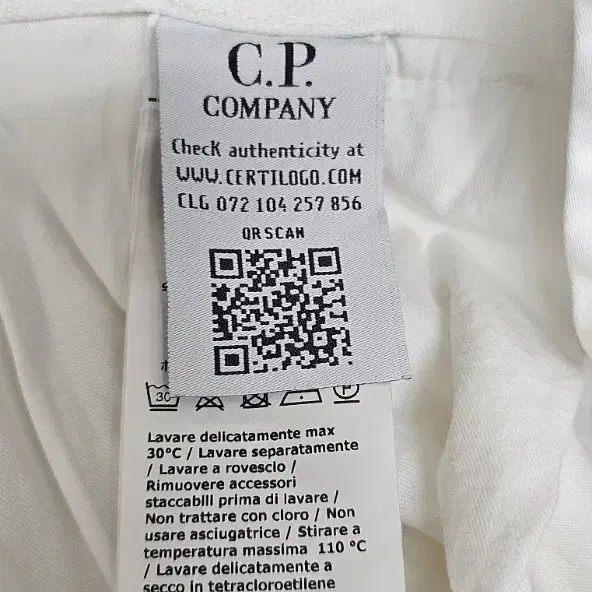 C.P.
COMPANY
Check authenticity at
WWW.CERTILOGO.COM
CLG 072 104 257 856
QR SCAN
30
P
Lavare delicatamente max
30°C / Lavare separatamente
/ Lavare a rovescio /
Rimuovere accessori
staccabili prima di lavare /
Non trattare con cloro / Non
usare asciugatrice / Stirare a
temperatura massima 110 °C
/ Lavare delicatamente a
secco in tetracloroetilene